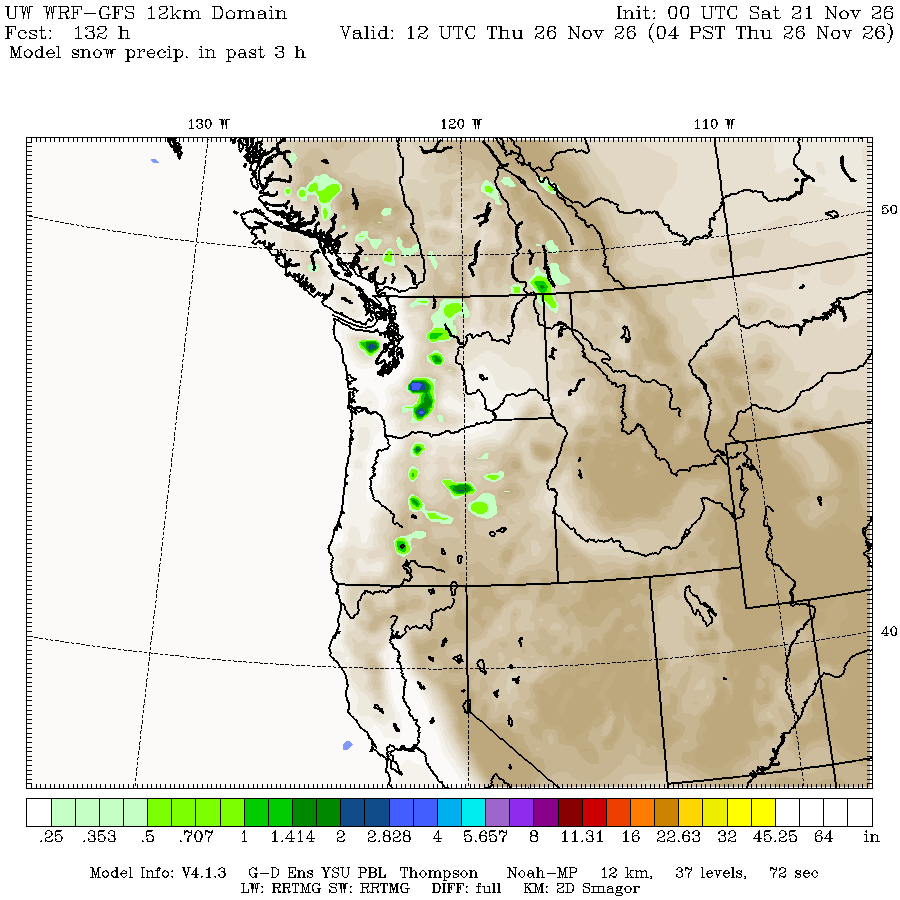 UW WRF-GFS 12km Domain Init: 00 UTC Sat 21 Nov 26
Fcst: 132 h Valid: 12 UTC Thu 26 Nov 26 (04 PST Thu 26 Nov 26)
Model snow precip. in past 3 h
130 W 120 W 110 W
50
40
.25 .353 .5 .707 1 1.414 2 2.828 4 5.657 8 11.31 16 22.63 32 45.25 64 in
Model Info: V4.1.3 G-D Ens YSU PBL Thompson Noah-MP 12 km, 37 levels, 72 sec
LW: RRTMG SW: RRTMG DIFF: full KM: 2D Smagor